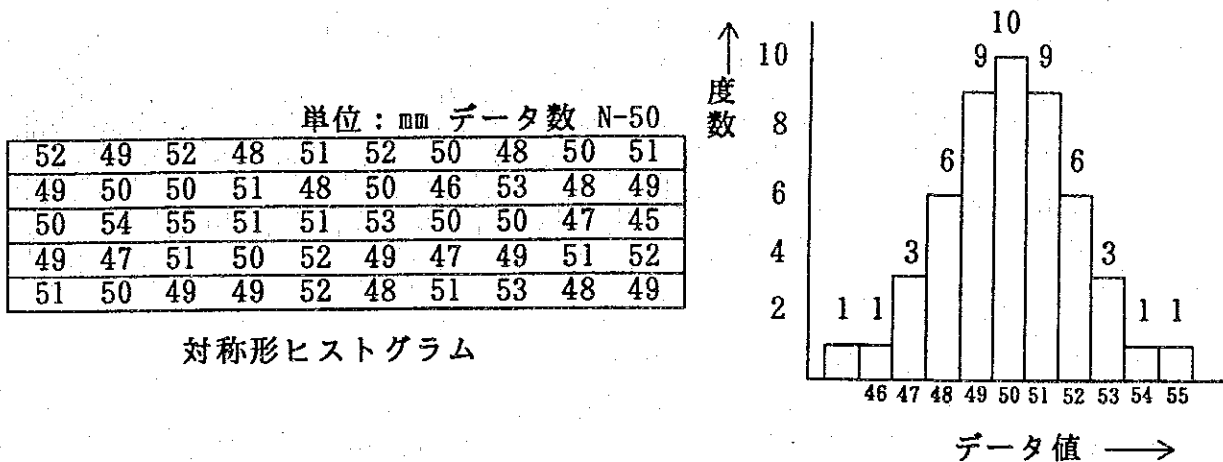 単位：㎜ データ数 N-50
52 49 52 48 51 52 50 48 50 51
49 50 50 51 48 50 46 53 48 49
50 54 55 51 51 53 50 50 47 45
49 47 51 50 52 49 47 49 51 52
51 50 49 49 52 48 51 53 48 49
対称形ヒストグラム
↑度数
10
8
6
4
2
1 1 3 6 9 10 9 6 3 1 1
46 47 48 49 50 51 52 53 54 55
データ値 →